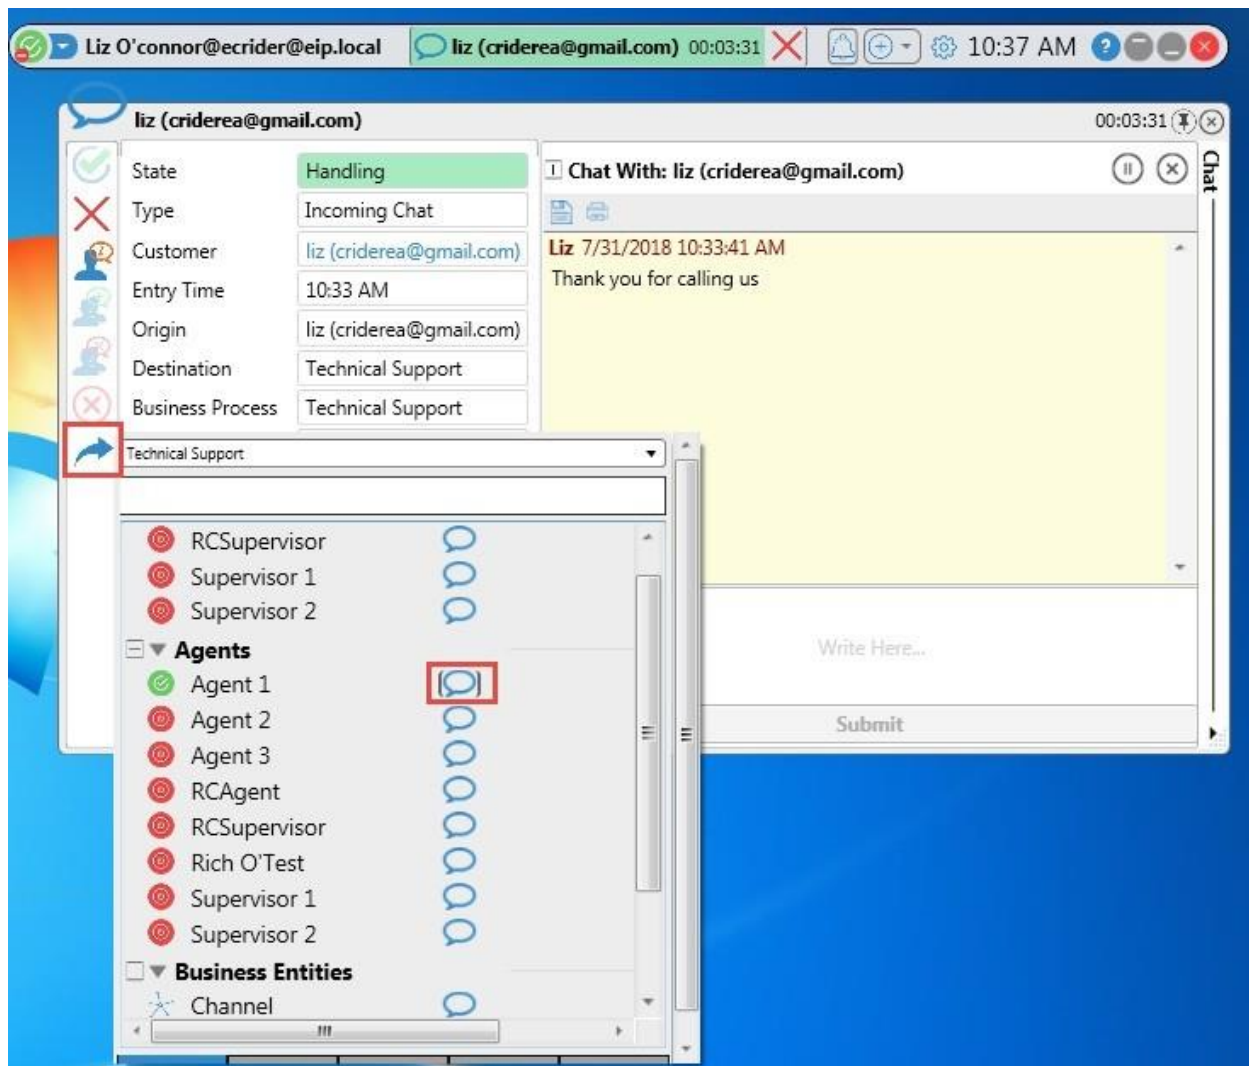 Liz O'connor@ecrider@eip.local liz (criderea@gmail.com) 00:03:31 10:37 AM ?
liz (criderea@gmail.com) 00:03:31
State Handling
Type Incoming Chat
Customer liz (criderea@gmail.com)
Entry Time 10:33 AM
Origin liz (criderea@gmail.com)
Destination Technical Support
Business Process Technical Support
Chat With: liz (criderea@gmail.com)
Chat
Liz 7/31/2018 10:33:41 AM
Thank you for calling us
Write Here...
Submit
Technical Support
RCSupervisor
Supervisor 1
Supervisor 2
Agents
Agent 1
Agent 2
Agent 3
RCAgent
RCSupervisor
Rich O'Test
Supervisor 1
Supervisor 2
Business Entities
Channel